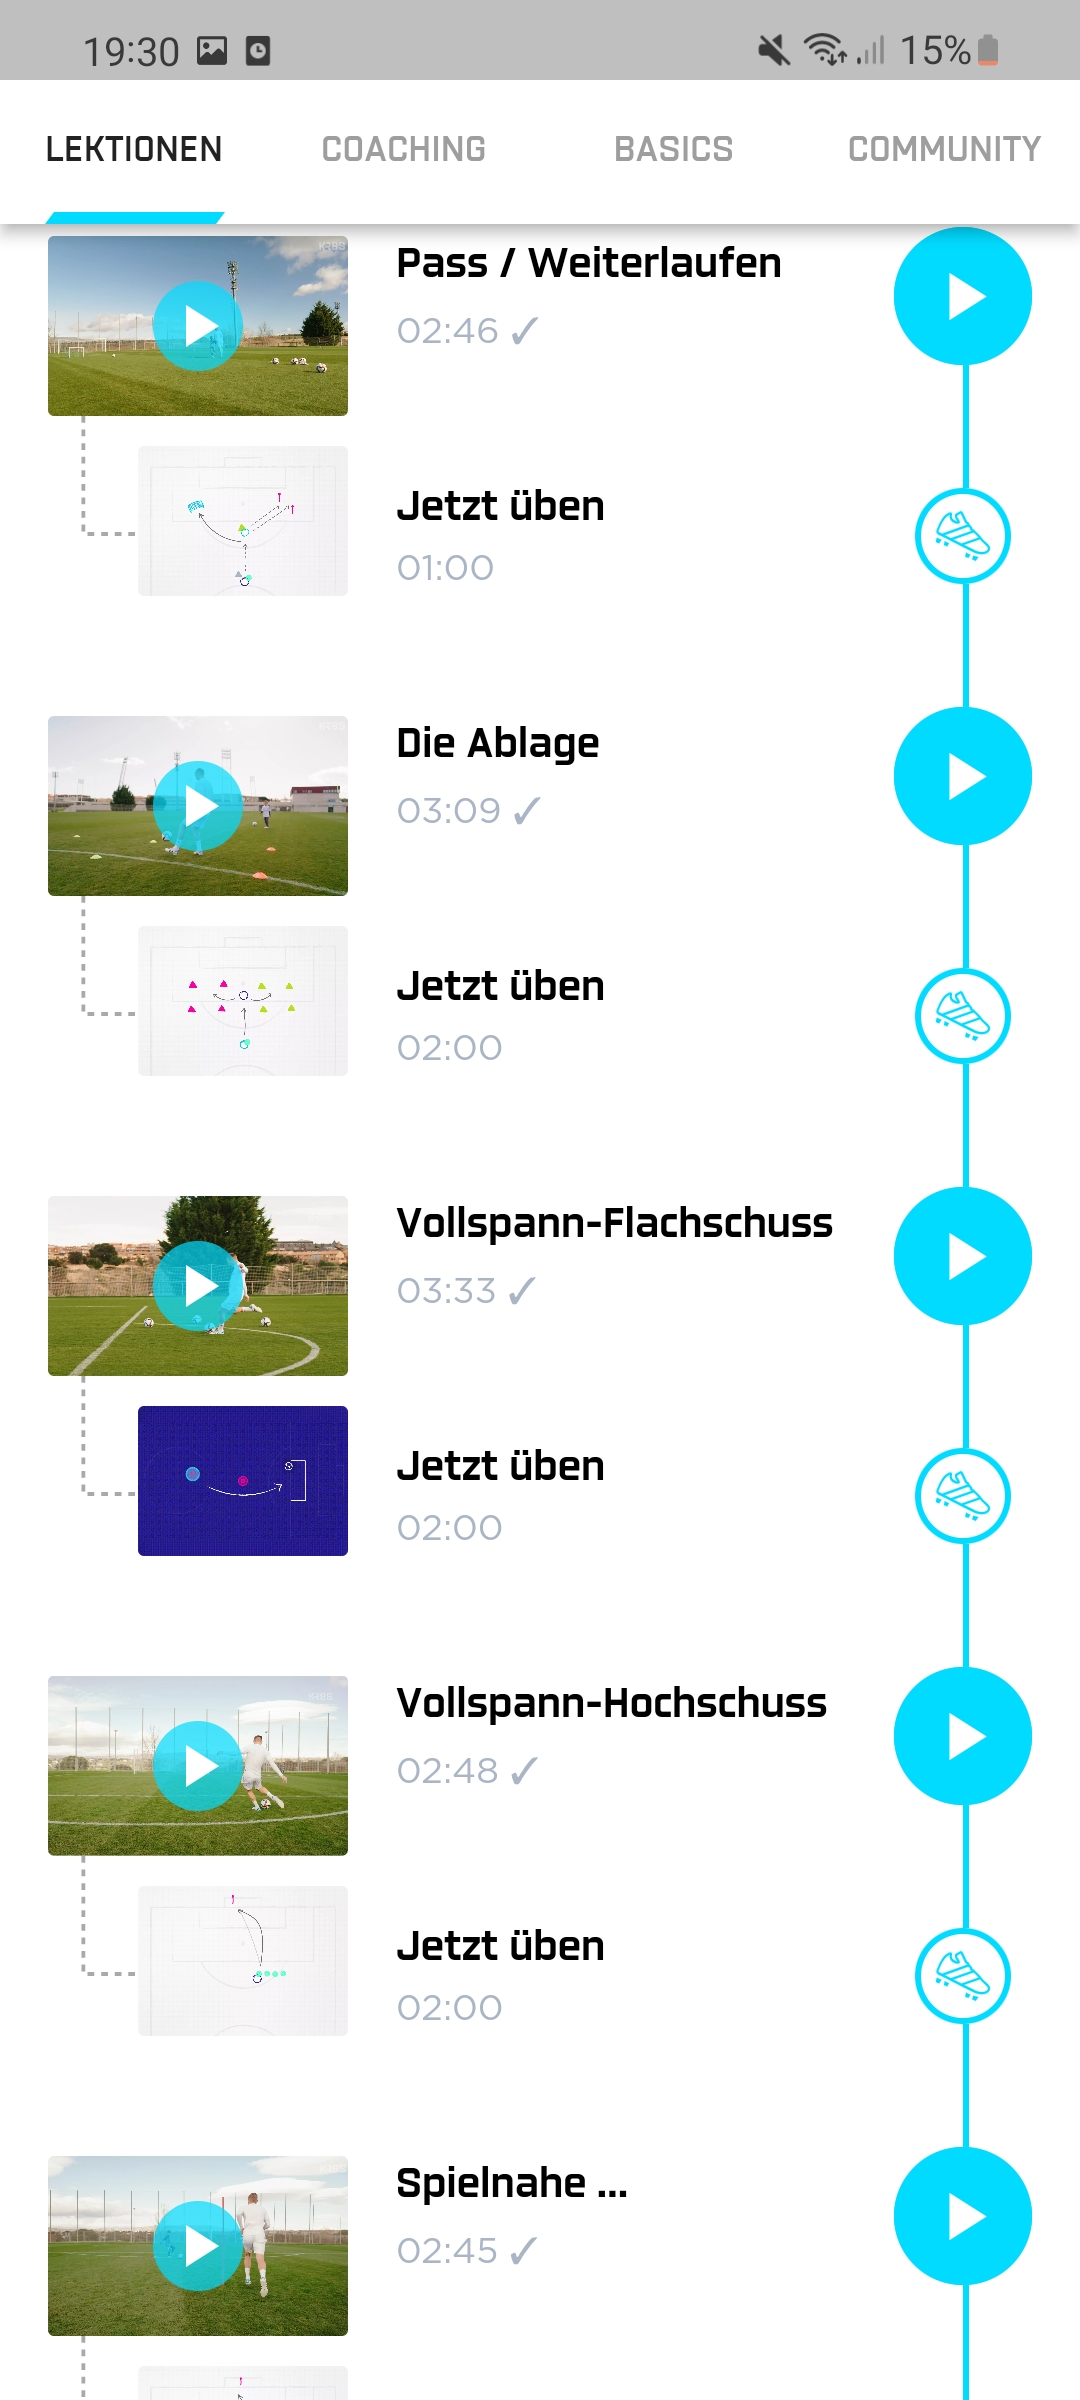 19:30 15%
LEKTIONEN COACHING BASICS COMMUNITY
Pass / Weiterlaufen
02:46 ✓
Jetzt üben
01:00
Die Ablage
03:09 ✓
Jetzt üben
02:00
Vollspann-Flachschuss
03:33 ✓
Jetzt üben
02:00
Vollspann-Hochschuss
02:48 ✓
Jetzt üben
02:00
Spielnahe ...
02:45 ✓